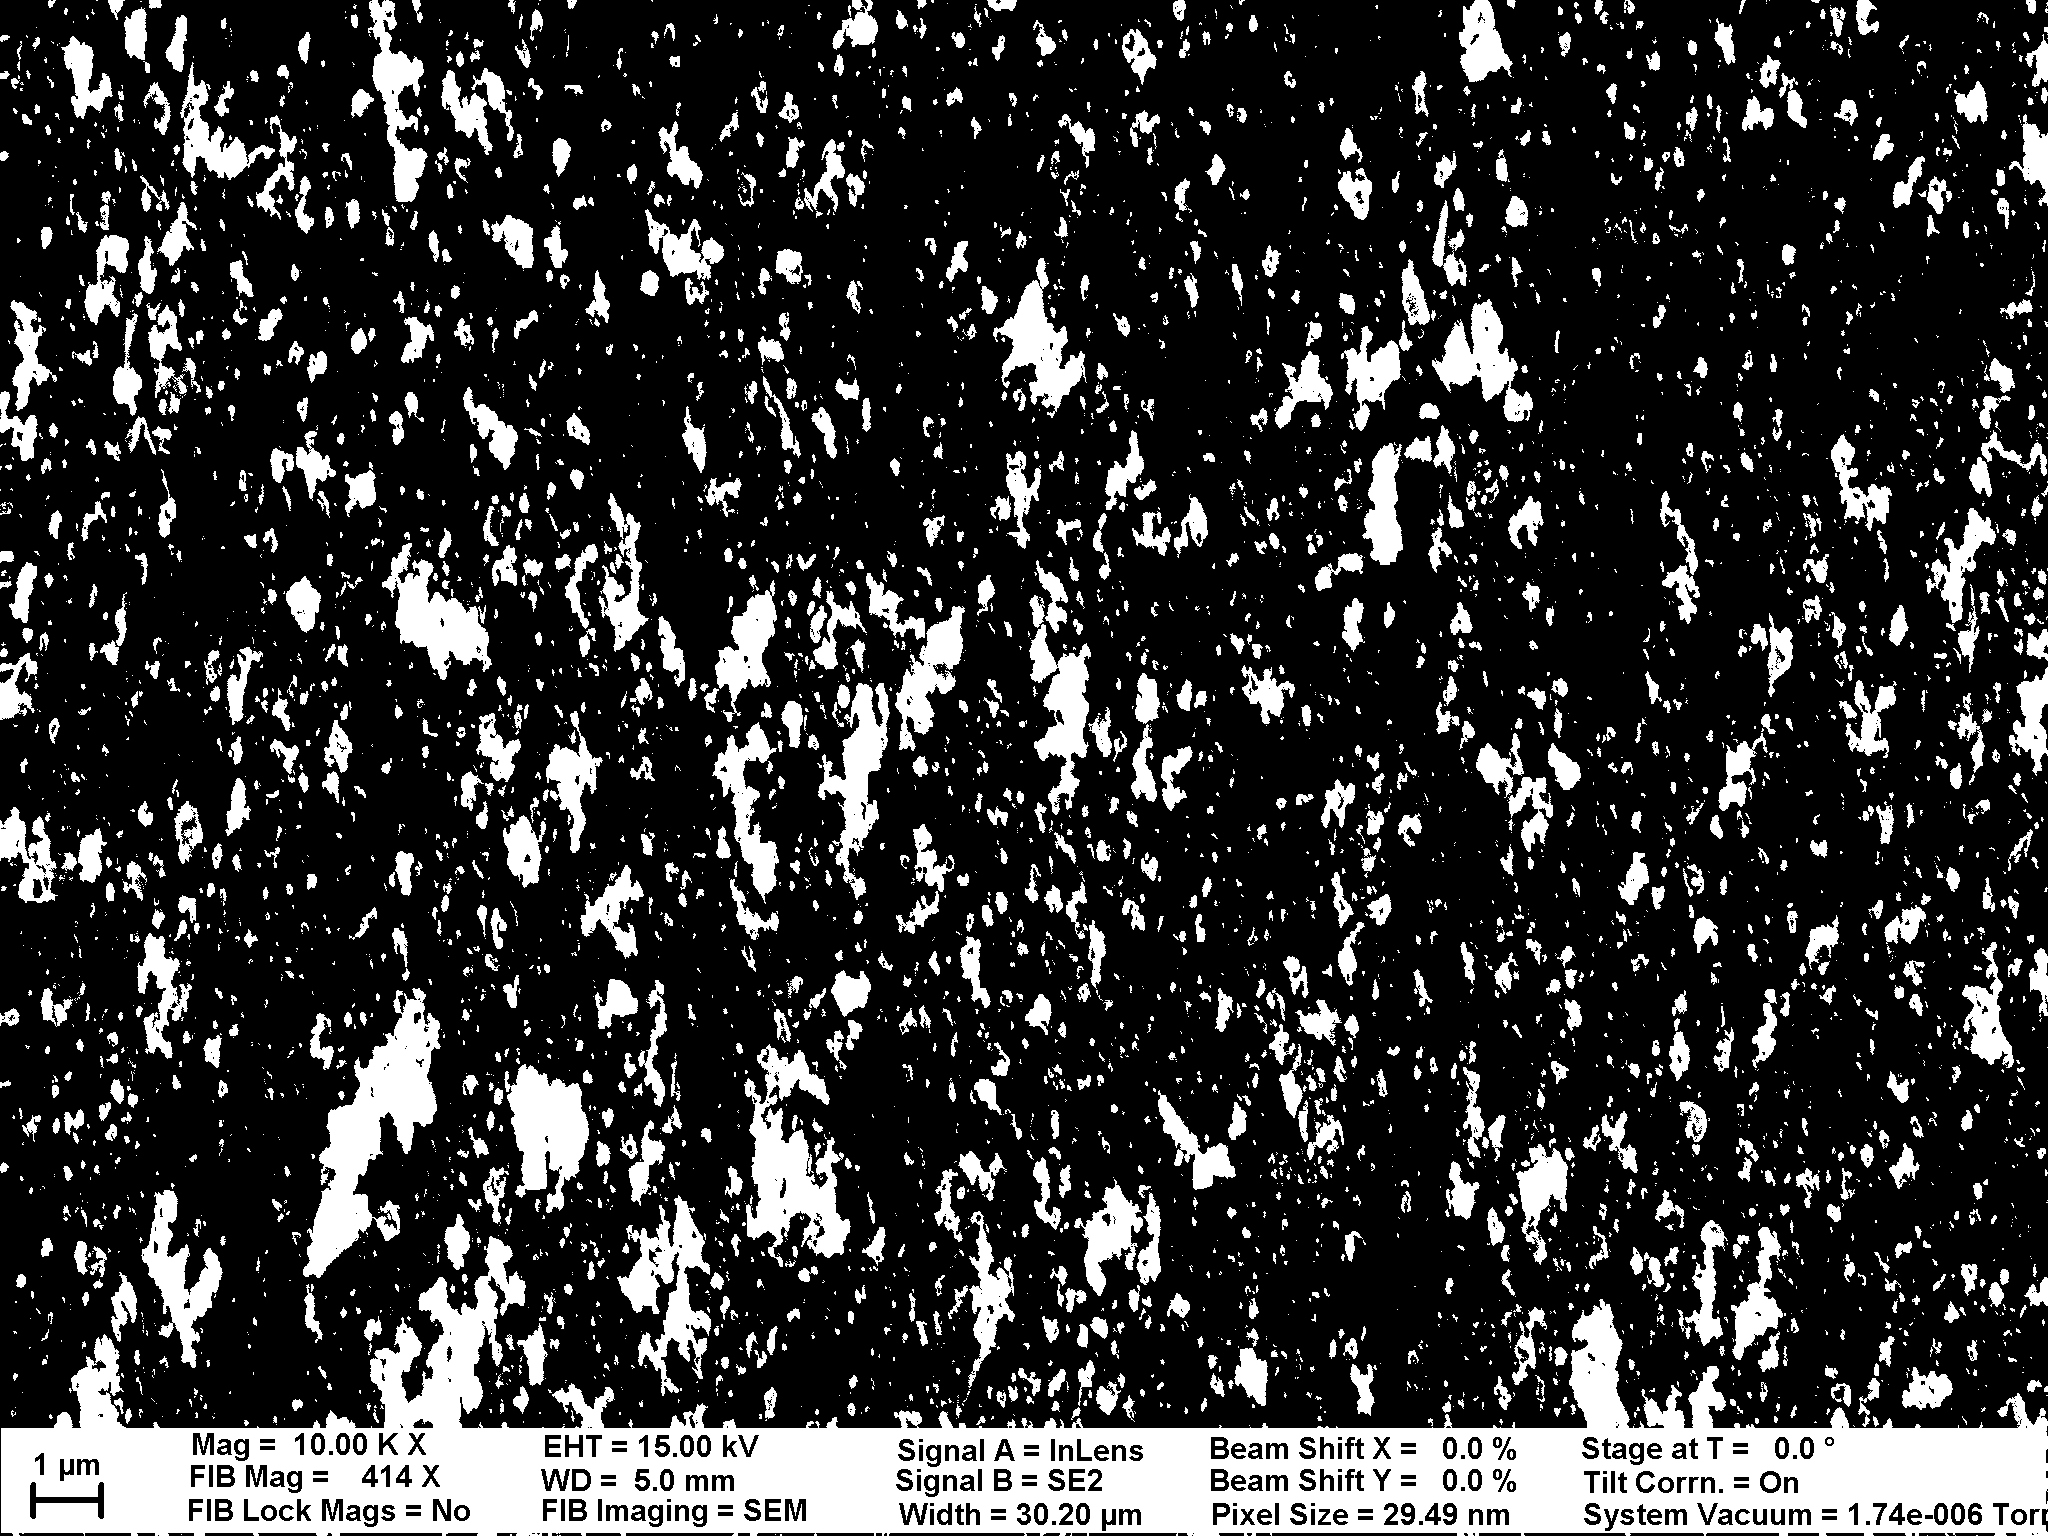 1 µm
Mag = 10.00 K X
FIB Mag = 414 X
FIB Lock Mags = No
EHT = 15.00 kV
WD = 5.0 mm
FIB Imaging = SEM
Signal A = InLens
Signal B = SE2
Width = 30.20 µm
Beam Shift X = 0.0 %
Beam Shift Y = 0.0 %
Pixel Size = 29.49 nm
Stage at T = 0.0 °
Tilt Corrn. = On
System Vacuum = 1.74e-006 Torr